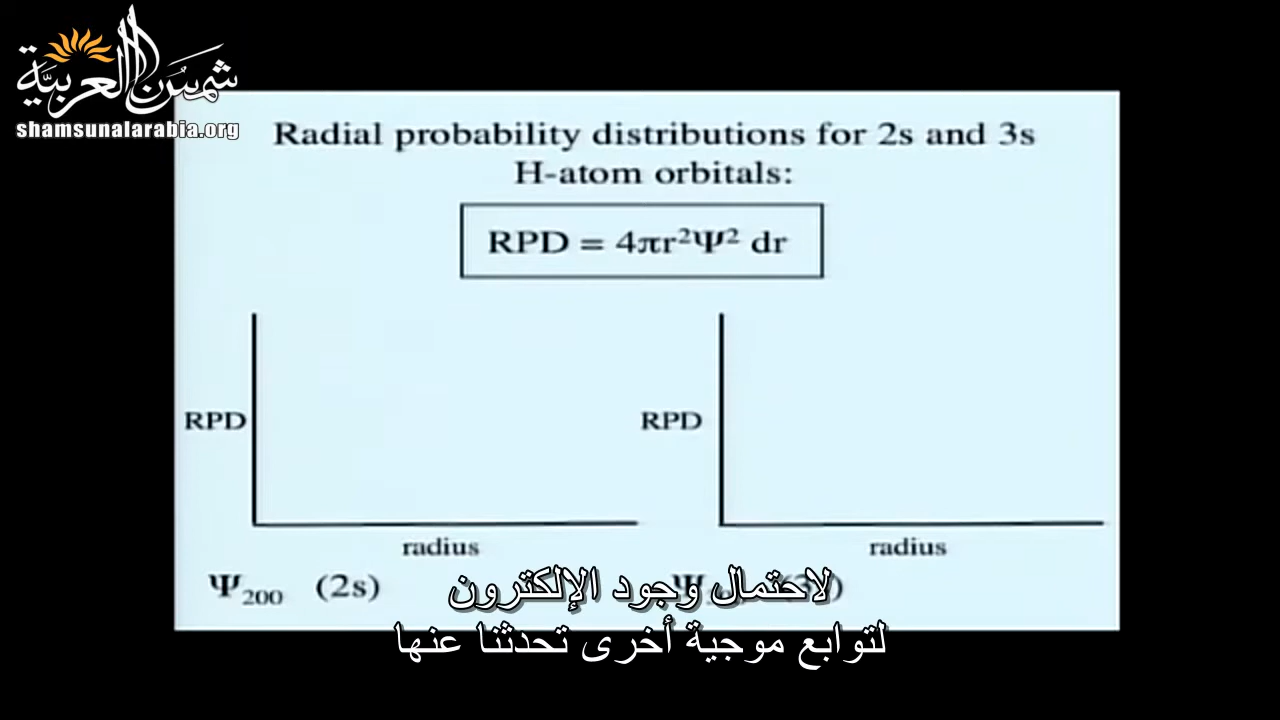 شمس العربية
shamsunalarabia.org
Radial probability distributions for 2s and 3s
H-atom orbitals:
RPD = 4πr²Ψ² dr
RPD
RPD
radius
radius
Ψ₂₀₀ (2s)
لاحتمال وجود الإلكترون
لتوابع موجية أخرى تحدثنا عنها